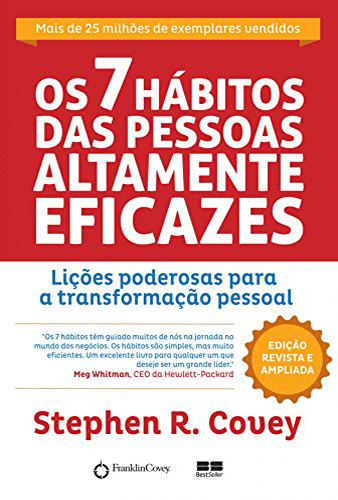 Mais de 25 milhões de exemplares vendidos
OS 7 HÁBITOS
DAS PESSOAS
ALTAMENTE
EFICAZES
Lições poderosas para
a transformação pessoal
"Os 7 hábitos têm guiado muitos de nós na jornada no
mundo dos negócios. Os hábitos são simples, mas muito
eficientes. Um excelente livro para qualquer um que
deseje ser um grande líder."
Meg Whitman, CEO da Hewlett-Packard
EDIÇÃO
REVISTA E
AMPLIADA
Stephen R. Covey
FranklinCovey
BestSeller